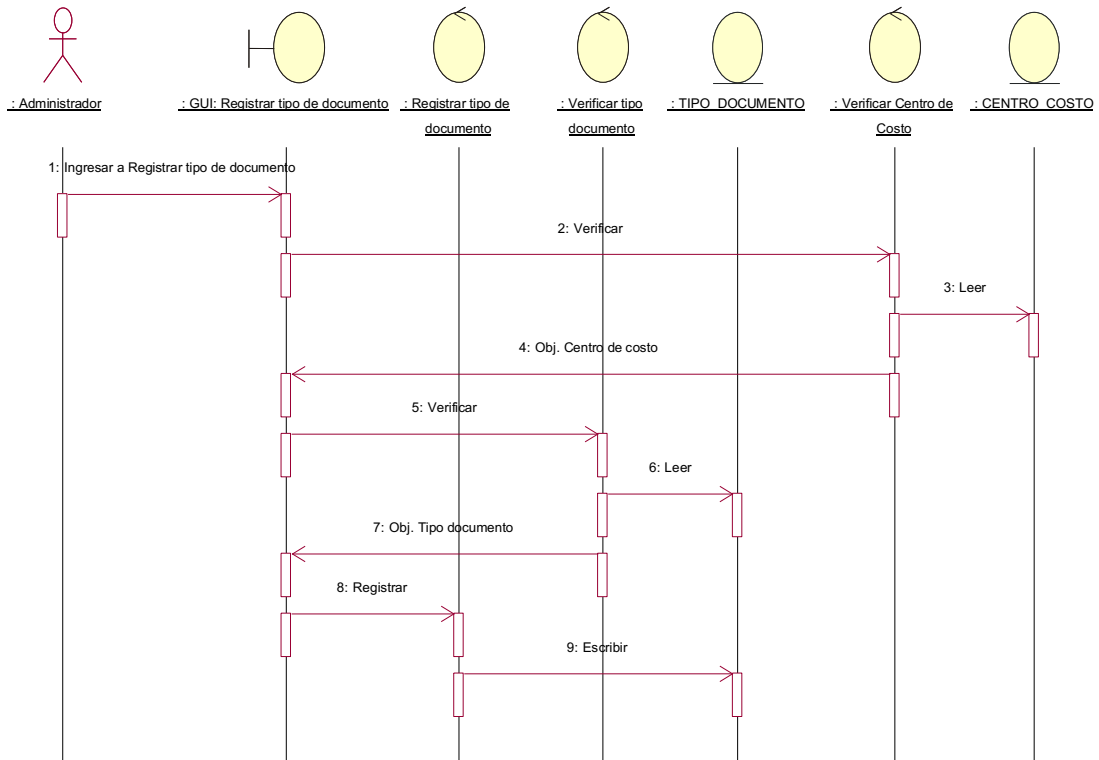 : Administrador
: GUI: Registrar tipo de documento
: Registrar tipo de
documento
: Verificar tipo
documento
: TIPO_DOCUMENTO
: Verificar Centro de
Costo
: CENTRO_COSTO
1: Ingresar a Registrar tipo de documento
2: Verificar
3: Leer
4: Obj. Centro de costo
5: Verificar
6: Leer
7: Obj. Tipo documento
8: Registrar
9: Escribir